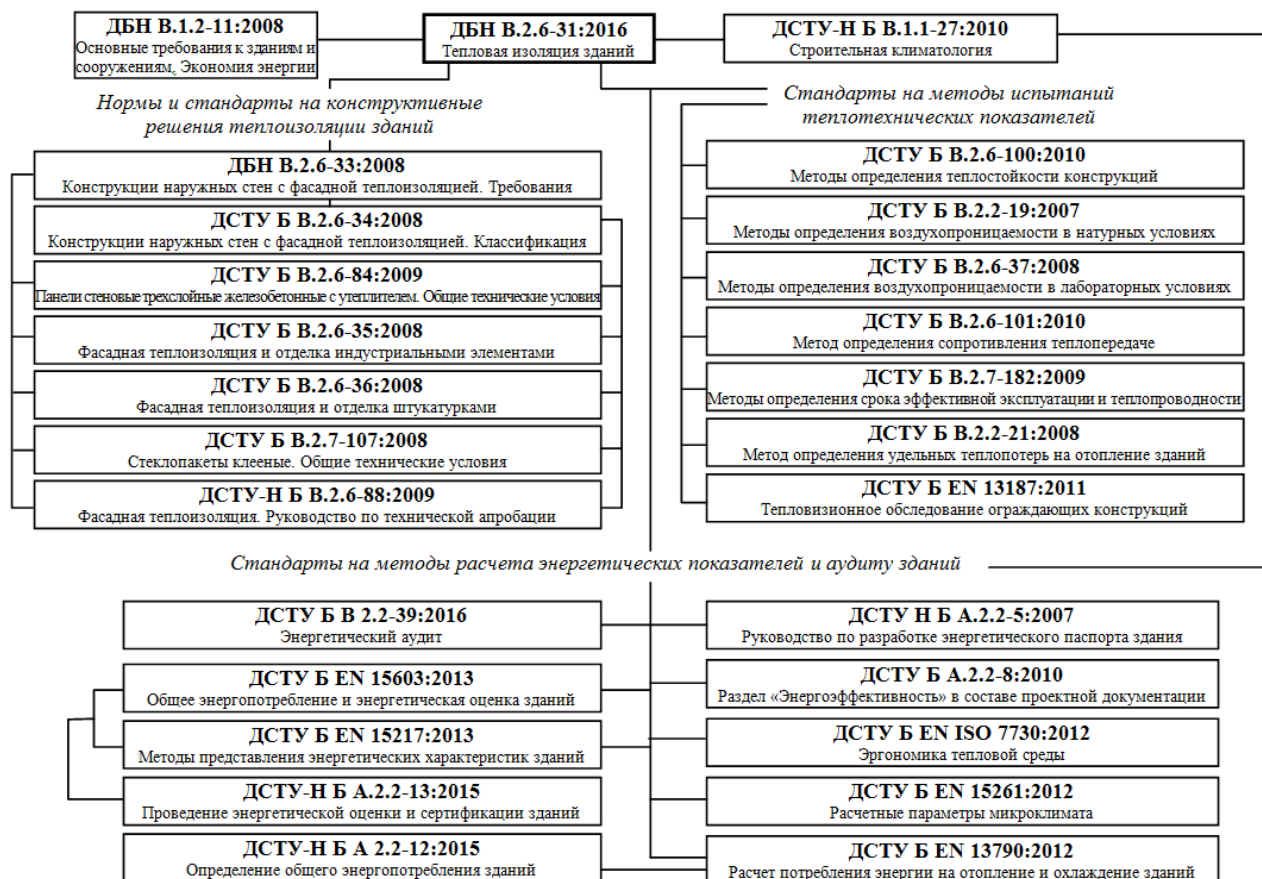 ДБН В.1.2-11:2008
Основные требования к зданиям и
сооружениям. Экономия энергии
ДБН В.2.6-31:2016
Тепловая изоляция зданий
ДСТУ-Н Б В.1.1-27:2010
Строительная климатология
Нормы и стандарты на конструктивные
решения теплоизоляции зданий
ДБН В.2.6-33:2008
Конструкции наружных стен с фасадной теплоизоляцией. Требования
ДСТУ Б В.2.6-34:2008
Конструкции наружных стен с фасадной теплоизоляцией. Классификация
ДСТУ Б В.2.6-84:2009
Панели стеновые трехслойные железобетонные с утеплителем. Общие технические условия
ДСТУ Б В.2.6-35:2008
Фасадная теплоизоляция и отделка индустриальными элементами
ДСТУ Б В.2.6-36:2008
Фасадная теплоизоляция и отделка штукатурками
ДСТУ Б В.2.7-107:2008
Стеклопакеты клееные. Общие технические условия
ДСТУ-Н Б В.2.6-88:2009
Фасадная теплоизоляция. Руководство по технической апробации
Стандарты на методы испытаний
теплотехнических показателей
ДСТУ Б В.2.6-100:2010
Методы определения теплостойкости конструкций
ДСТУ Б В.2.2-19:2007
Методы определения воздухопроницаемости в натурных условиях
ДСТУ Б В.2.6-37:2008
Методы определения воздухопроницаемости в лабораторных условиях
ДСТУ Б В.2.6-101:2010
Метод определения сопротивления теплопередаче
ДСТУ Б В.2.7-182:2009
Методы определения срока эффективной эксплуатации и теплопроводности
ДСТУ Б В.2.2-21:2008
Метод определения удельных теплопотерь на отопление зданий
ДСТУ Б EN 13187:2011
Тепловизионное обследование ограждающих конструкций
Стандарты на методы расчета энергетических показателей и аудиту зданий
ДСТУ Б В 2.2-39:2016
Энергетический аудит
ДСТУ Б EN 15603:2013
Общее энергопотребление и энергетическая оценка зданий
ДСТУ Б EN 15217:2013
Методы представления энергетических характеристик зданий
ДСТУ-Н Б А.2.2-13:2015
Проведение энергетической оценки и сертификации зданий
ДСТУ-Н Б А 2.2-12:2015
Определение общего энергопотребления зданий
ДСТУ Н Б А.2.2-5:2007
Руководство по разработке энергетического паспорта здания
ДСТУ Б А.2.2-8:2010
Раздел «Энергоэффективность» в составе проектной документации
ДСТУ Б EN ISO 7730:2012
Эргономика тепловой среды
ДСТУ Б EN 15261:2012
Расчетные параметры микроклимата
ДСТУ Б EN 13790:2012
Расчет потребления энергии на отопление и охлаждение зданий